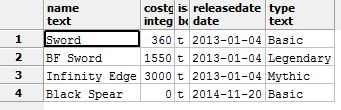 name costg is releasedate type
text integ bo date text
1 Sword 360 t 2013-01-04 Basic
2 BF Sword 1550 t 2013-01-04 Legendary
3 Infinity Edge 3000 t 2013-01-04 Mythic
4 Black Spear 0 t 2014-11-20 Basic